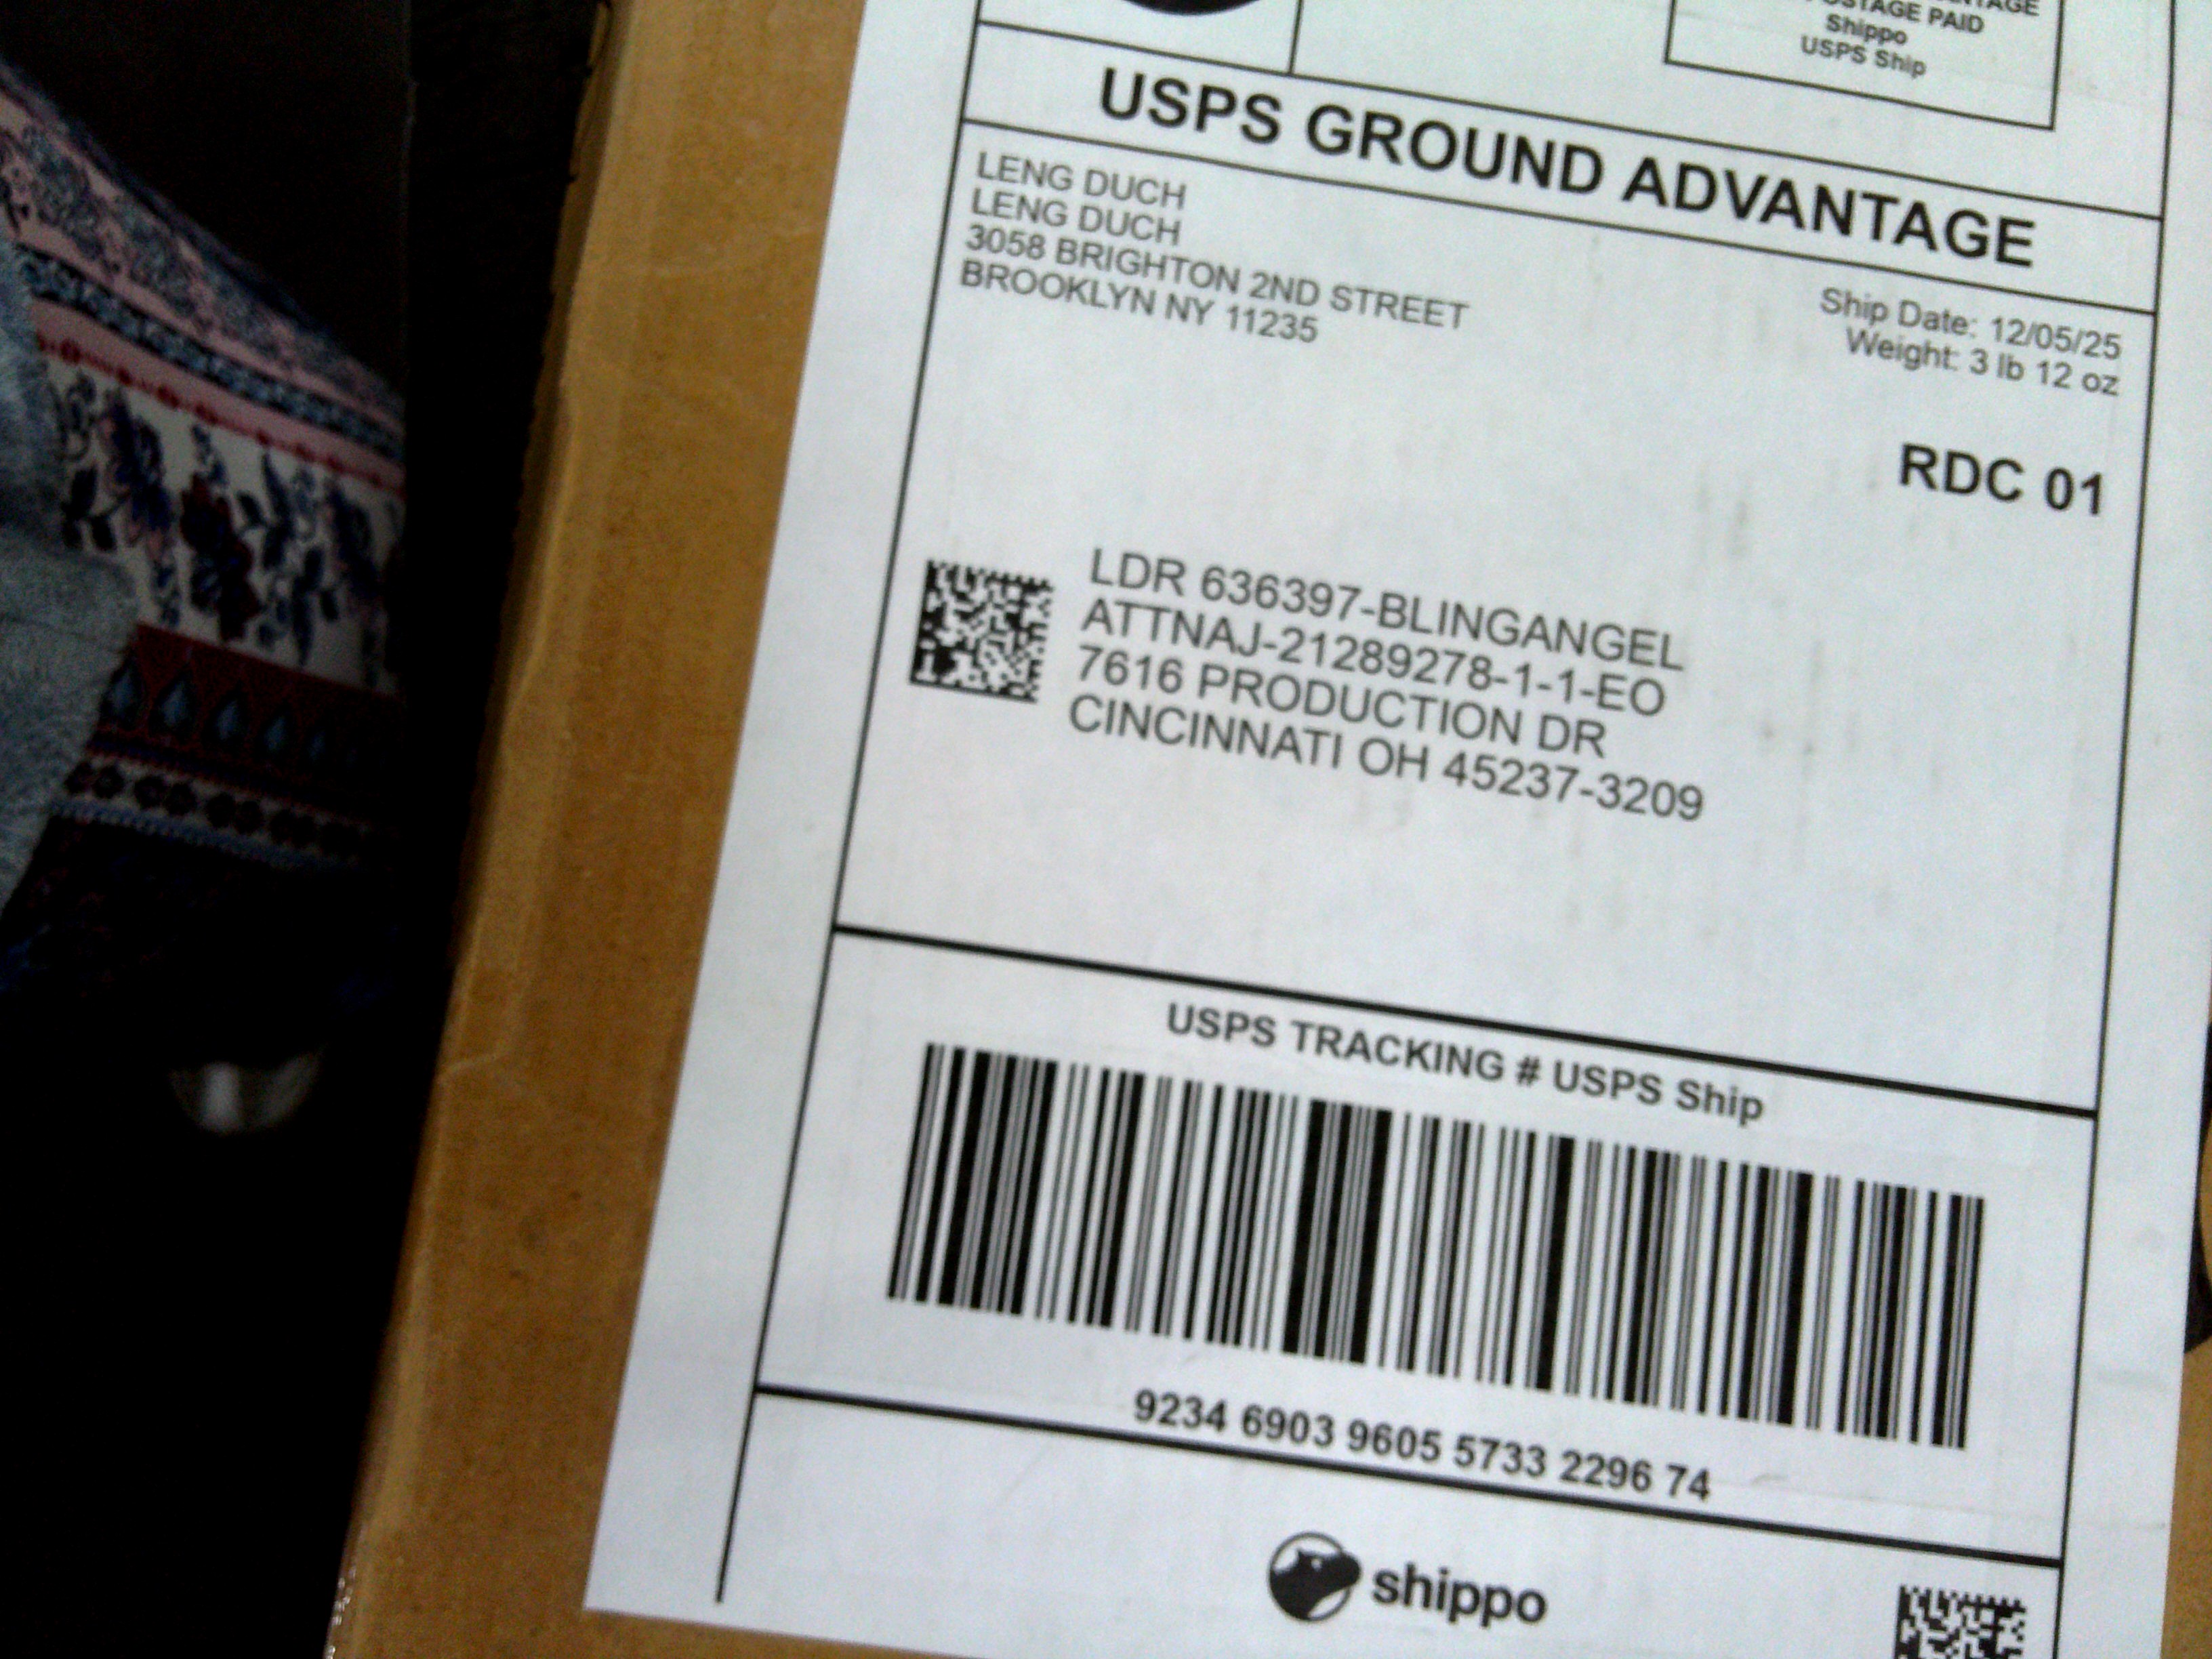 TAGE
POSTAGE PAID
Shippo
USPS Ship
USPS GROUND ADVANTAGE
LENG DUCH
LENG DUCH
3058 BRIGHTON 2ND STREET
BROOKLYN NY 11235
Ship Date: 12/05/25
Weight: 3 lb 12 oz
RDC 01
LDR 636397-BLINGANGEL
ATTNAJ-21289278-1-1-EO
7616 PRODUCTION DR
CINCINNATI OH 45237-3209
USPS TRACKING # USPS Ship
9234 6903 9605 5733 2296 74
shippo